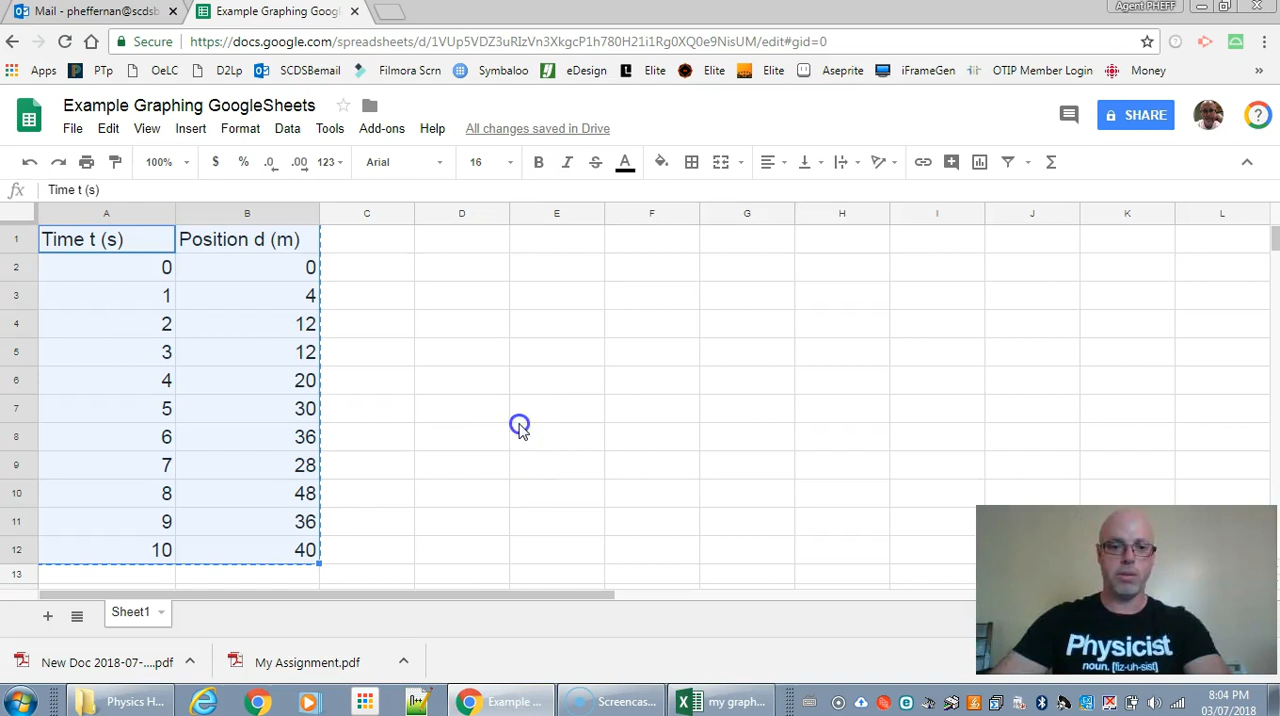 Mail - pheffernan@scdsb
Example Graphing Googl
Agent PHEFF
Secure
https://docs.google.com/spreadsheets/d/1VUp5VDZ3uRIzVn3XkgcP1h780H21i1Rg0XQ0e9NisUM/edit#gid=0
Apps PTp OeLC D2Lp SCDSBemail Filmora Scrn Symbaloo eDesign Elite Elite Elite Aseprite iFrameGen OTIP Member Login Money »
Example Graphing GoogleSheets
SHARE
File Edit View Insert Format Data Tools Add-ons Help All changes saved in Drive
100% $ % .0 .00 123 Arial 16 B I S A Σ
fx Time t (s)
A B C D E F G H I J K L
1 Time t (s) Position d (m)
2 0 0
3 1 4
4 2 12
5 3 12
6 4 20
7 5 30
8 6 36
9 7 28
10 8 48
11 9 36
12 10 40
13
Physicist
noun. [fiz-uh-sist]
Sheet1
New Doc 2018-07-....pdf
My Assignment.pdf
Physics H...
Example ...
Screencas...
my graph...
8:04 PM
03/07/2018